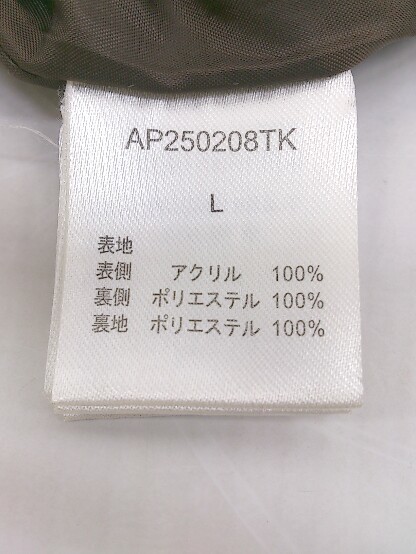 AP250208TK
L
表地
表側 アクリル 100%
裏側 ポリエステル 100%
裏地 ポリエステル 100%